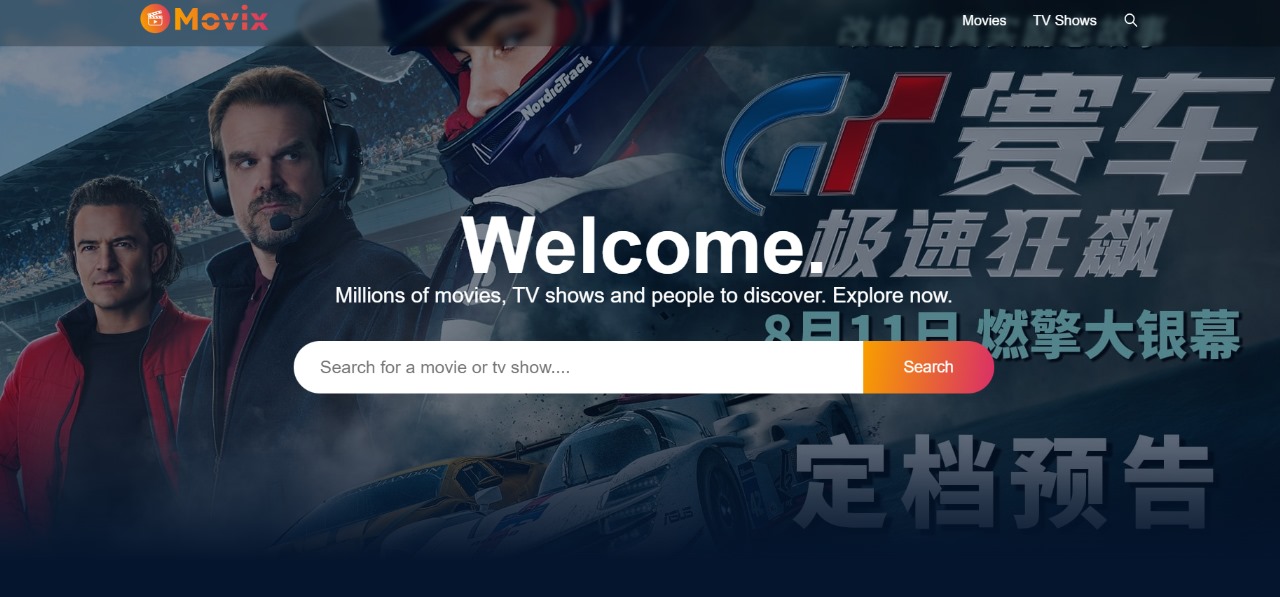 Movix
Movies
TV Shows
改编自真实励志故事
NordicTrack
GT 赛车
极速狂飙
Welcome.
Millions of movies, TV shows and people to discover. Explore now.
8月11日 燃擎大银幕
Search for a movie or tv show....
Search
ASUS
定档预告